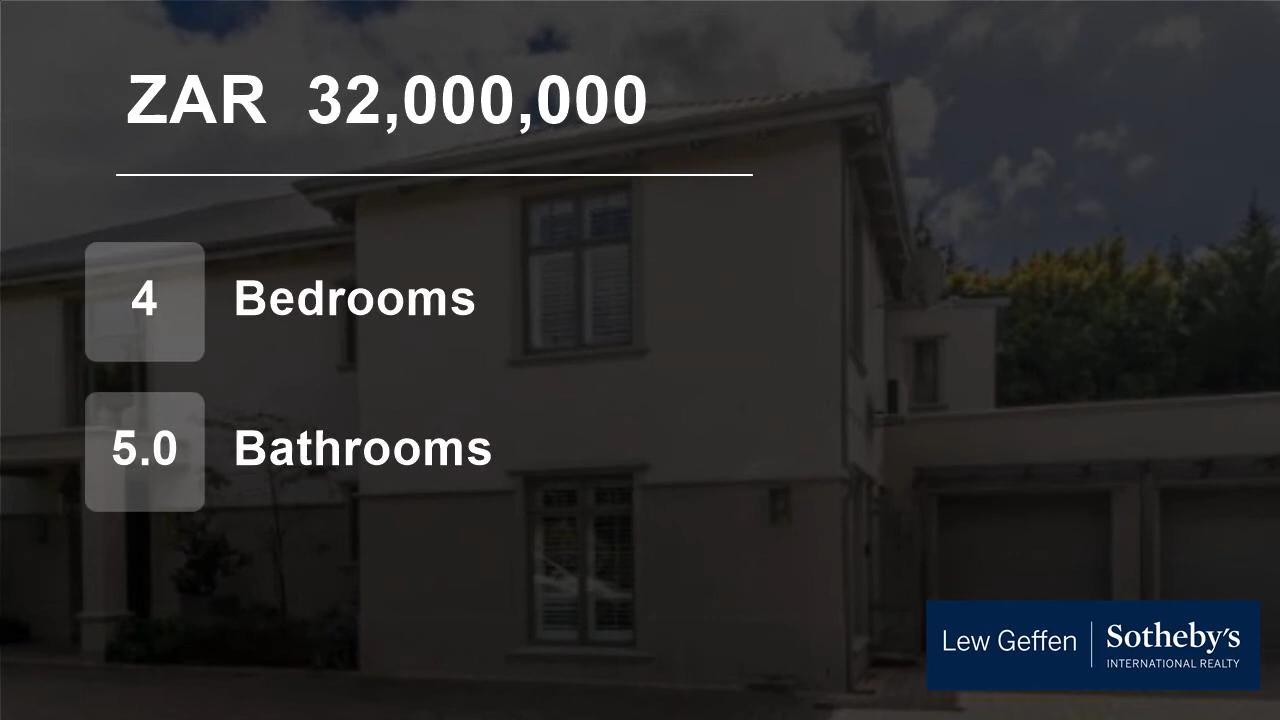 ZAR 32,000,000
4 Bedrooms
5.0 Bathrooms
Lew Geffen Sotheby's
INTERNATIONAL REALTY